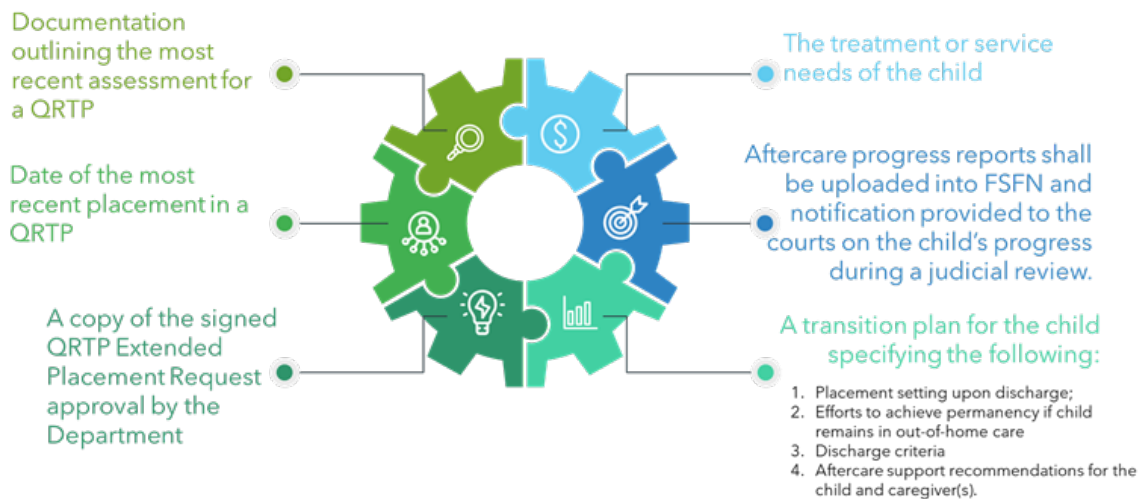 Documentation
outlining the most
recent assessment for
a QRTP
Date of the most
recent placement in a
QRTP
A copy of the signed
QRTP Extended
Placement Request
approval by the
Department
The treatment or service
needs of the child
Aftercare progress reports shall
be uploaded into FSFN and
notification provided to the
courts on the child's progress
during a judicial review.
A transition plan for the child
specifying the following:
1. Placement setting upon discharge;
2. Efforts to achieve permanency if child
remains in out-of-home care
3. Discharge criteria
4. Aftercare support recommendations for the
child and caregiver(s).
$